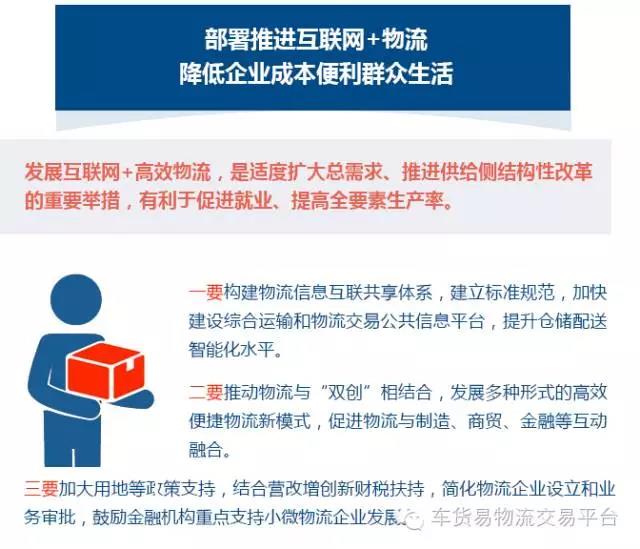 部署推进互联网+物流
降低企业成本便利群众生活
发展互联网+高效物流，是适度扩大总需求、推进供给侧结构性改革
的重要举措，有利于促进就业、提高全要素生产率。
一要构建物流信息互联共享体系，建立标准规范，加快
建设综合运输和物流交易公共信息平台，提升仓储配送
智能化水平。
二要推动物流与“双创”相结合，发展多种形式的高效
便捷物流新模式，促进物流与制造、商贸、金融等互动
融合。
三要加大用地等政策支持，结合营改增创新财税扶持，简化物流企业设立和业
务审批，鼓励金融机构重点支持小微物流企业发展。
车货易物流交易平台